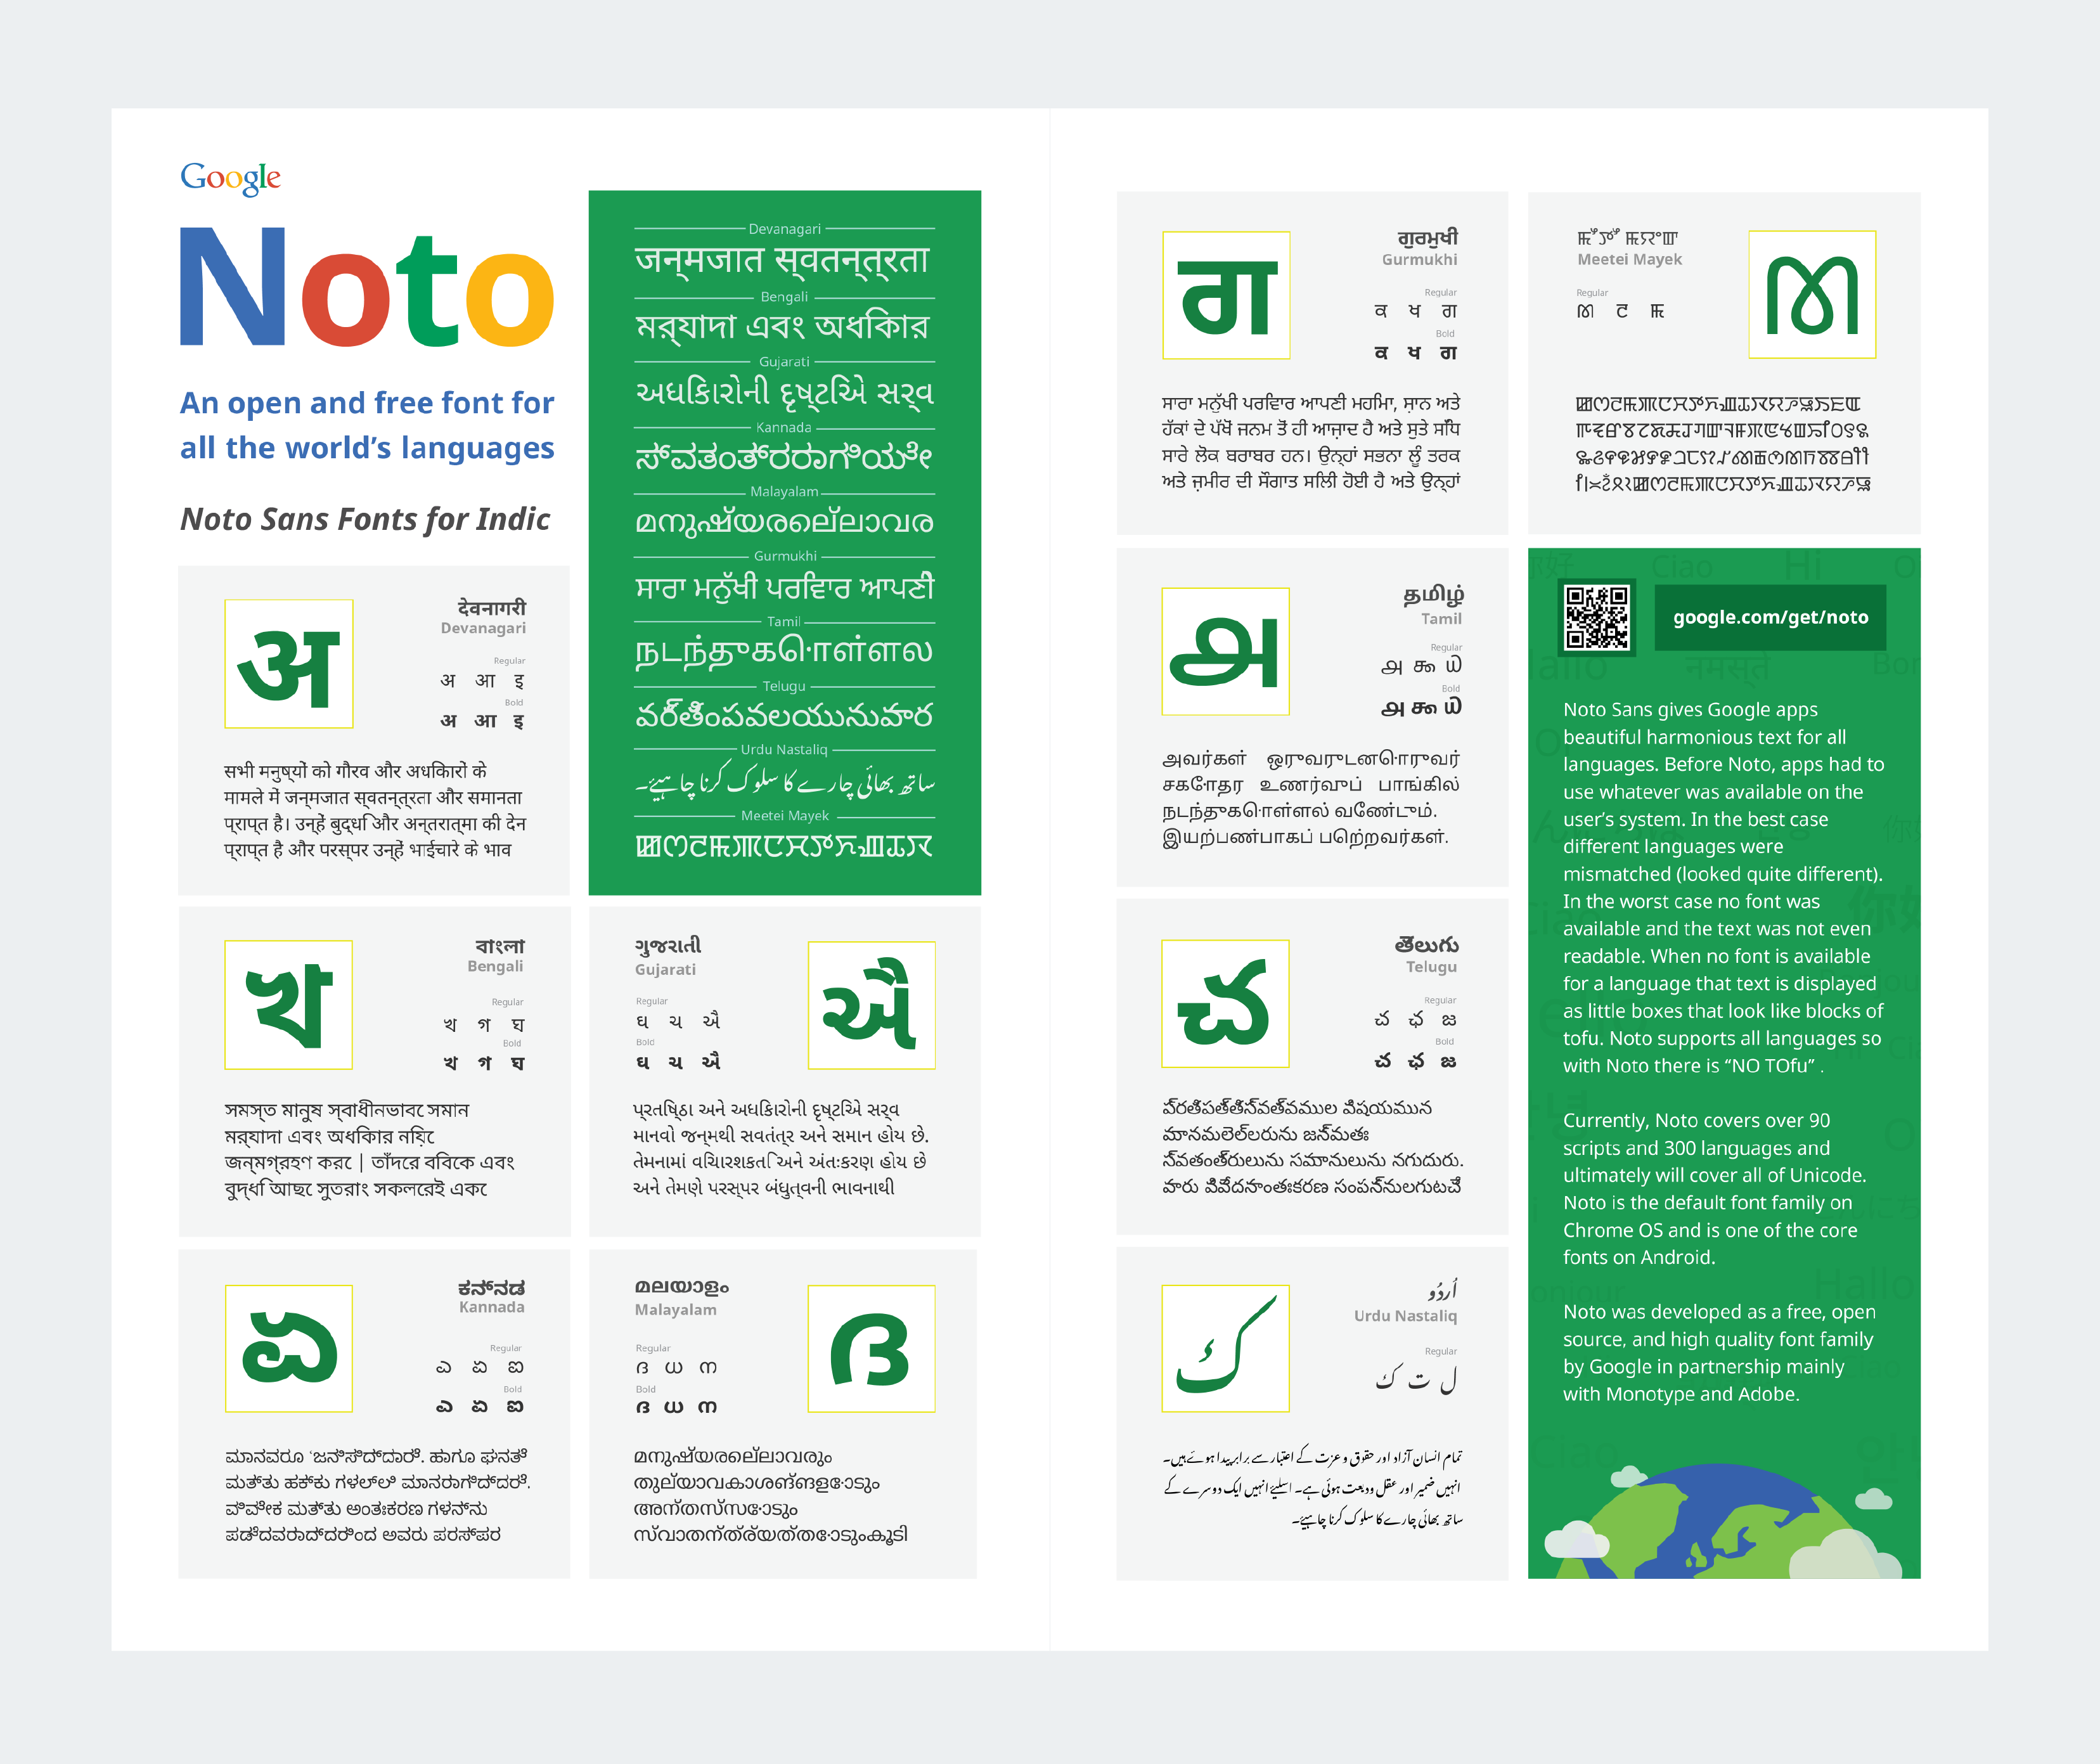 Google
Noto
An open and free font for
all the world’s languages
Noto Sans Fonts for Indic
Devanagari
जन्मजात स्वतन्त्रता
Bengali
মর্যাদা এবং অধিকার
Gujarati
અધિકારોની દૃષ્ટિએ સર્વ
Kannada
ಸ್ವತಂತ್ರರಾಗಿಯೇ
Malayalam
മനുഷ്യരെല്ലാവര
Gurmukhi
ਸਾਰਾ ਮਨੁੱਖੀ ਪਰਿਵਾਰ ਆਪਣੀ
Tamil
நடந்துகொள்ளல
Telugu
వర్తింపవలయునువార
Urdu Nastaliq
ساتھ بھائی چارے کا سلوک کرنا چاہیئے۔
Meetei Mayek
ꯀꯁꯂꯃꯄꯅꯆꯇꯈꯉꯊꯋ
देवनागरी
Devanagari
Regular
अ आ इ
Bold
अ आ इ
अ
सभी मनुष्यों को गौरव और अधिकारों के
मामले में जन्मजात स्वतन्त्रता और समानता
प्राप्त है। उन्हें बुद्धि और अन्तरात्मा की देन
प्राप्त है और परस्पर उन्हें भाईचारे के भाव
বাংলা
Bengali
Regular
খ গ ঘ
Bold
খ গ ঘ
খ
সমস্ত মানুষ স্বাধীনভাবে সমান
মর্যাদা এবং অধিকার নিয়ে
জন্মগ্রহণ করে | তাঁদের বিবেক এবং
বুদ্ধি আছে সুতরাং সকলেরই একে
ગુજરાતી
Gujarati
Regular
ઘ ચ ઐ
Bold
ઘ ચ ઐ
ઐ
પ્રતિષ્ઠા અને અધિકારોની દૃષ્ટિએ સર્વ
માનવો જન્મથી સવતંત્ર અને સમાન હોય છે.
તેમનામાં વિચારશકતિ અને અંતઃકરણ હોય છે
અને તેમણે પરસ્પર બંધુત્વની ભાવનાથી
ಕನ್ನಡ
Kannada
Regular
ಎ ಏ ಐ
Bold
ಎ ಏ ಐ
ಏ
ಮಾನವರೂ ‘ಜನಿಸಿದ್ದಾರೆ. ಹಾಗೂ ಘನತೆ
ಮತ್ತು ಹಕ್ಕು ಗಳಲ್ಲಿ ಮಾನರಾಗಿದ್ದರೆ.
ವಿವೇಕ ಮತ್ತು ಅಂತಃಕರಣ ಗಳನ್ನು
ಪಡೆದವರಾದ್ದರಿಂದ ಅವರು ಪರಸ್ಪರ
മലയാളം
Malayalam
Regular
ദ ധ ന
Bold
ദ ധ ന
ദ
മനുഷ്യരെല്ലാവരും
തുല്യാവകാശങ്ങളോടും
അന്തസ്സോടും
സ്വാതന്ത്ര്യത്തോടുംകൂടി
ਗੁਰਮੁਖੀ
Gurmukhi
Regular
ਕ ਖ ਗ
Bold
ਕ ਖ ਗ
ਗ
ਸਾਰਾ ਮਨੁੱਖੀ ਪਰਿਵਾਰ ਆਪਣੀ ਮਹਿਮਾ, ਸ਼ਾਨ ਅਤੇ
ਹੱਕਾਂ ਦੇ ਪੱਖੋਂ ਜਨਮ ਤੋਂ ਹੀ ਆਜ਼ਾਦ ਹੈ ਅਤੇ ਸੁਤੇ ਸਿੱਧ
ਸਾਰੇ ਲੋਕ ਬਰਾਬਰ ਹਨ। ਉਨ੍ਹਾਂ ਸਭਨਾ ਨੂੰ ਤਰਕ
ਅਤੇ ਜ਼ਮੀਰ ਦੀ ਸੌਗਾਤ ਮਿਲੀ ਹੋਈ ਹੈ ਅਤੇ ਉਨ੍ਹਾਂ
Meetei Mayek
Regular
தமிழ்
Tamil
Regular
Bold
அ
அவர்கள் ஒருவருடனொருவர்
சகோதர உணர்வுப் பாங்கில்
நடந்துகொள்ளல் வேண்டும்.
இயற்பண்பாகப் பெற்றவர்கள்.
తెలుగు
Telugu
Regular
చ ఛ జ
Bold
చ ఛ జ
చ
ప్రతిపత్తిస్వత్వముల విషయమున
మానవులెల్లరును జన్మతః
స్వతంత్రులును సమానులును నగుదురు.
వారు వివేదనాంతఃకరణ సంపన్నులగుటచే
اُردُو
Urdu Nastaliq
Regular
ل ت ک
ک
تمام انسان آزاد اور حقوق و عزت کے اعتبار سے برابر پیدا ہوئے ہیں۔
انہیں ضمیر اور عقل ودیعت ہوئی ہے۔ اسلیئے انہیں ایک دوسرے کے
ساتھ بھائی چارے کا سلوک کرنا چاہیئے۔
google.com/get/noto
Noto Sans gives Google apps
beautiful harmonious text for all
languages. Before Noto, apps had to
use whatever was available on the
user’s system. In the best case
different languages were
mismatched (looked quite different).
In the worst case no font was
available and the text was not even
readable. When no font is available
for a language that text is displayed
as little boxes that look like blocks of
tofu. Noto supports all languages so
with Noto there is “NO TOfu” .
Currently, Noto covers over 90
scripts and 300 languages and
ultimately will cover all of Unicode.
Noto is the default font family on
Chrome OS and is one of the core
fonts on Android.
Noto was developed as a free, open
source, and high quality font family
by Google in partnership mainly
with Monotype and Adobe.